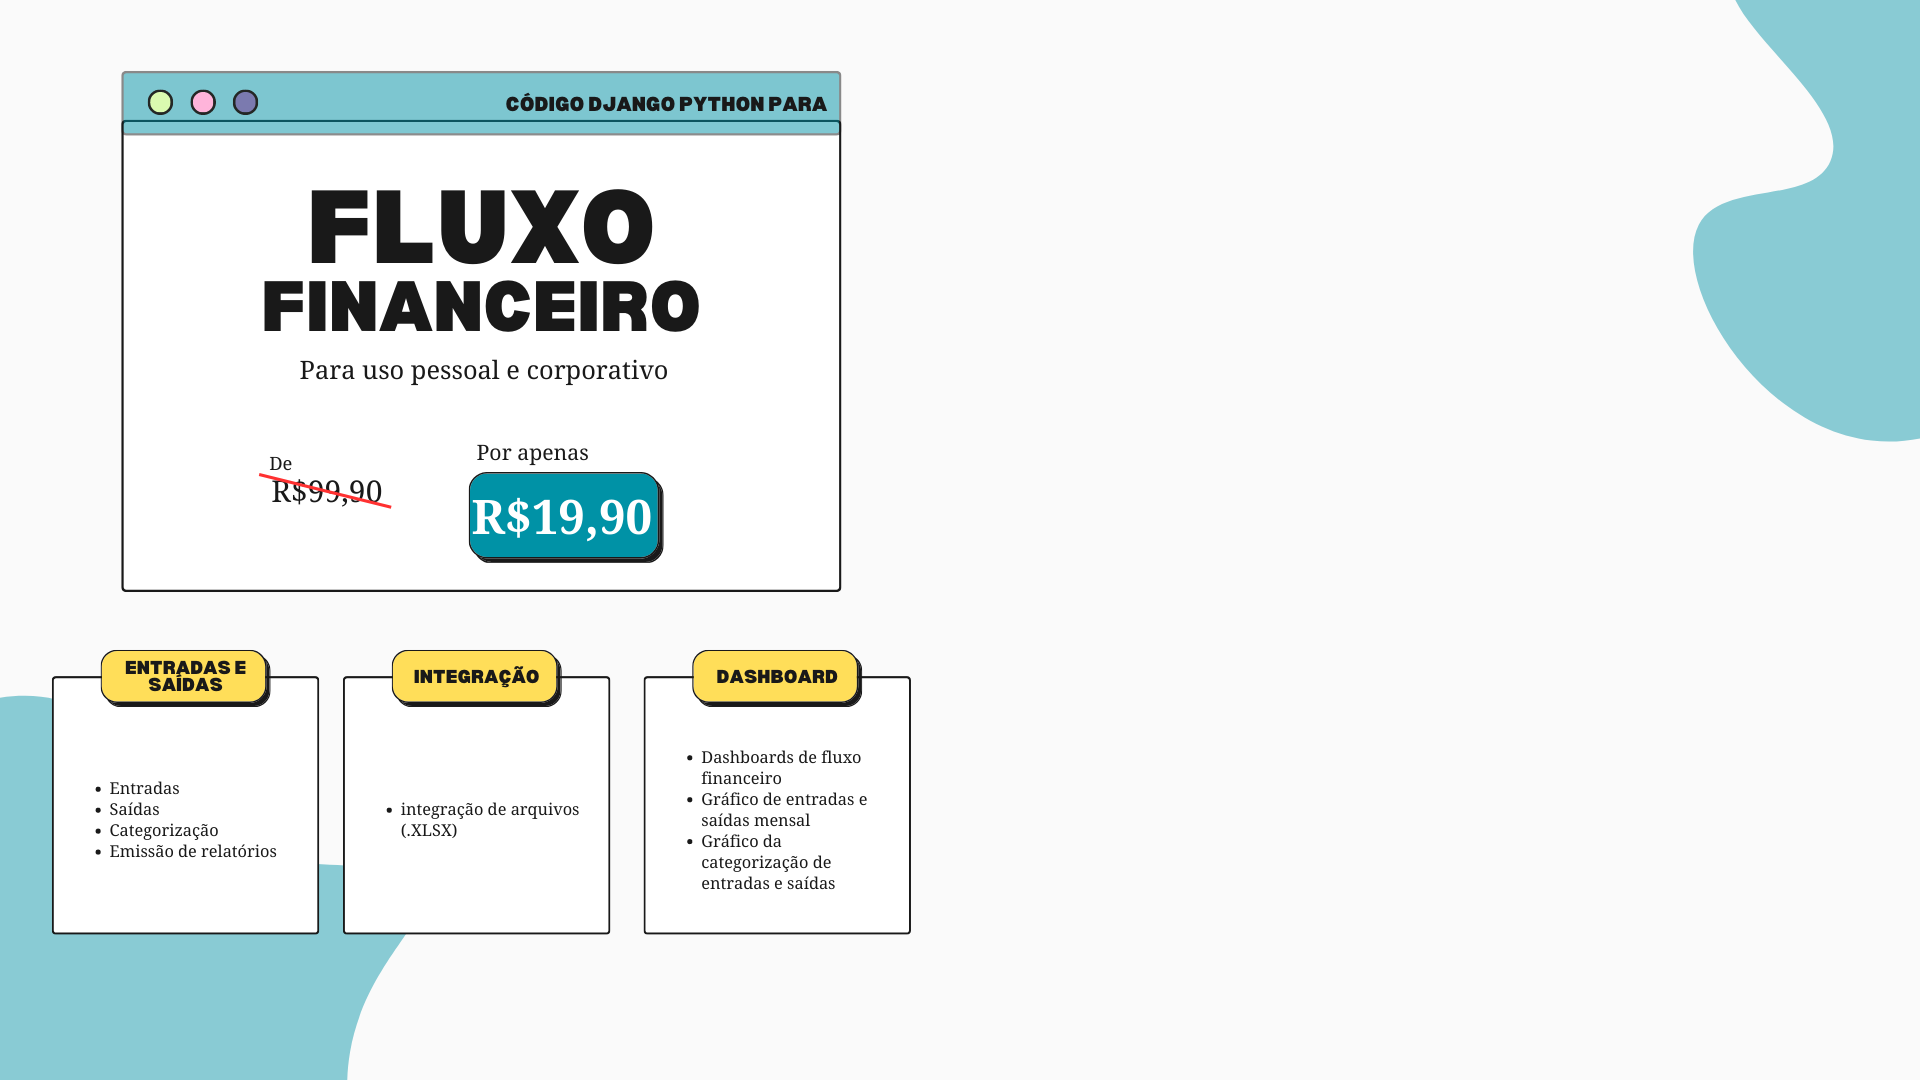 CÓDIGO DJANGO PYTHON PARA
FLUXO
FINANCEIRO
Para uso pessoal e corporativo
De
R$99,90
Por apenas
R$19,90
ENTRADAS E
SAÍDAS
• Entradas
• Saídas
• Categorização
• Emissão de relatórios
INTEGRAÇÃO
• integração de arquivos
(.XLSX)
DASHBOARD
• Dashboards de fluxo
financeiro
• Gráfico de entradas e
saídas mensal
• Gráfico da
categorização de
entradas e saídas